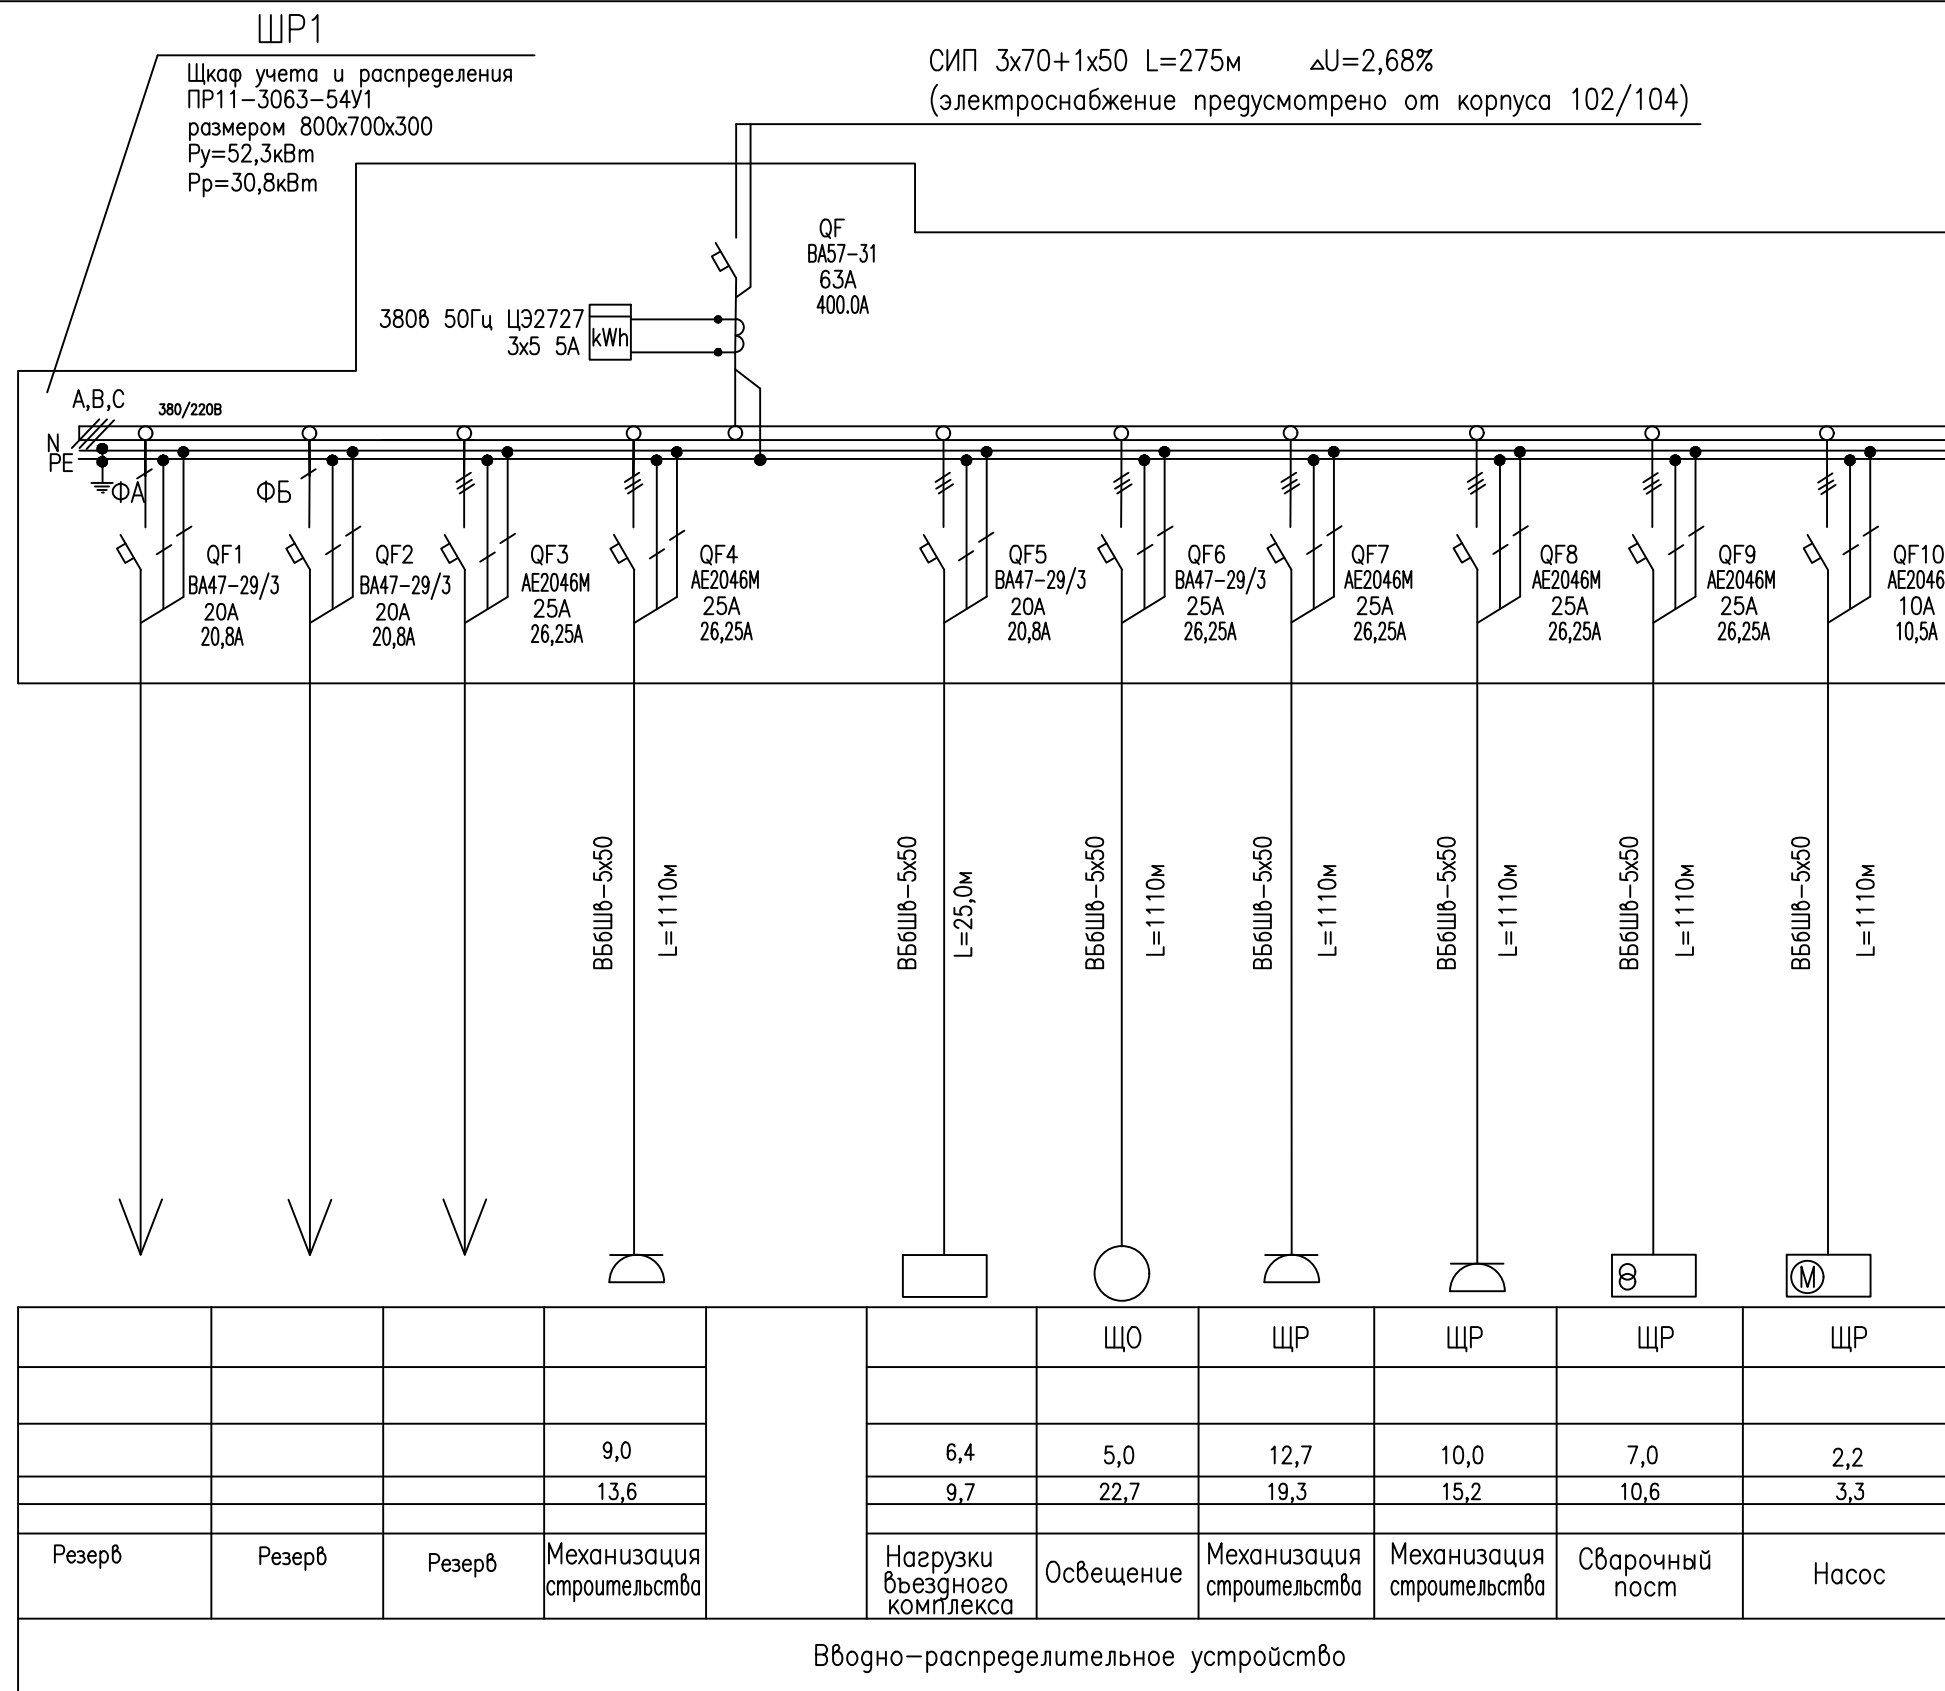 ШР1
Щкаф учета и распределения
ПР11-3063-54У1
размером 800х700х300
Ру=52,3кВт
Рр=30,8кВт
СИП 3х70+1х50 L=275м △U=2,68%
(электроснабжение предусмотрено от корпуса 102/104)
QF
ВА57-31
63А
400.0А
380в 50Гц ЦЭ2727
3х5 5А
kWh
А,В,С
380/220В
N
PE
ФА
ФБ
QF1
ВА47-29/3
20А
20,8А
QF2
ВА47-29/3
20А
20,8А
QF3
АЕ2046М
25А
26,25А
QF4
АЕ2046М
25А
26,25А
QF5
ВА47-29/3
20А
20,8А
QF6
ВА47-29/3
25А
26,25А
QF7
АЕ2046М
25А
26,25А
QF8
АЕ2046М
25А
26,25А
QF9
АЕ2046М
25А
26,25А
QF10
АЕ2046
10А
10,5А
ВБбШв-5х50
L=1110м
ВБбШв-5х50
L=25,0м
ВБбШв-5х50
L=1110м
ВБбШв-5х50
L=1110м
ВБбШв-5х50
L=1110м
ВБбШв-5х50
L=1110м
ВБбШв-5х50
L=1110м
М
ЩО ЩР ЩР ЩР ЩР
9,0 6,4 5,0 12,7 10,0 7,0 2,2
13,6 9,7 22,7 19,3 15,2 10,6 3,3
Резерв
Резерв
Резерв
Механизация
строительства
Нагрузки
въездного
комплекса
Освещение
Механизация
строительства
Механизация
строительства
Сварочный
пост
Насос
Вводно-распределительное устройство